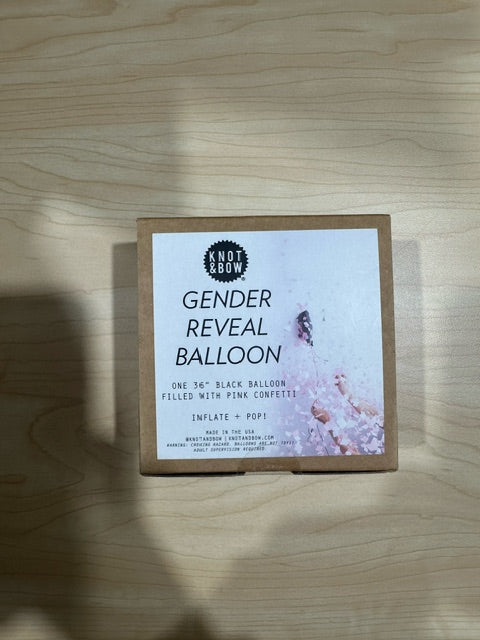 KNOT
&BOW
®
GENDER
REVEAL
BALLOON
ONE 36" BLACK BALLOON
FILLED WITH PINK CONFETTI
INFLATE + POP!
MADE IN THE USA
@KNOTANDBOW | KNOTANDBOW.COM
WARNING: CHOKING HAZARD. BALLOONS ARE NOT TOYS.
ADULT SUPERVISION REQUIRED.